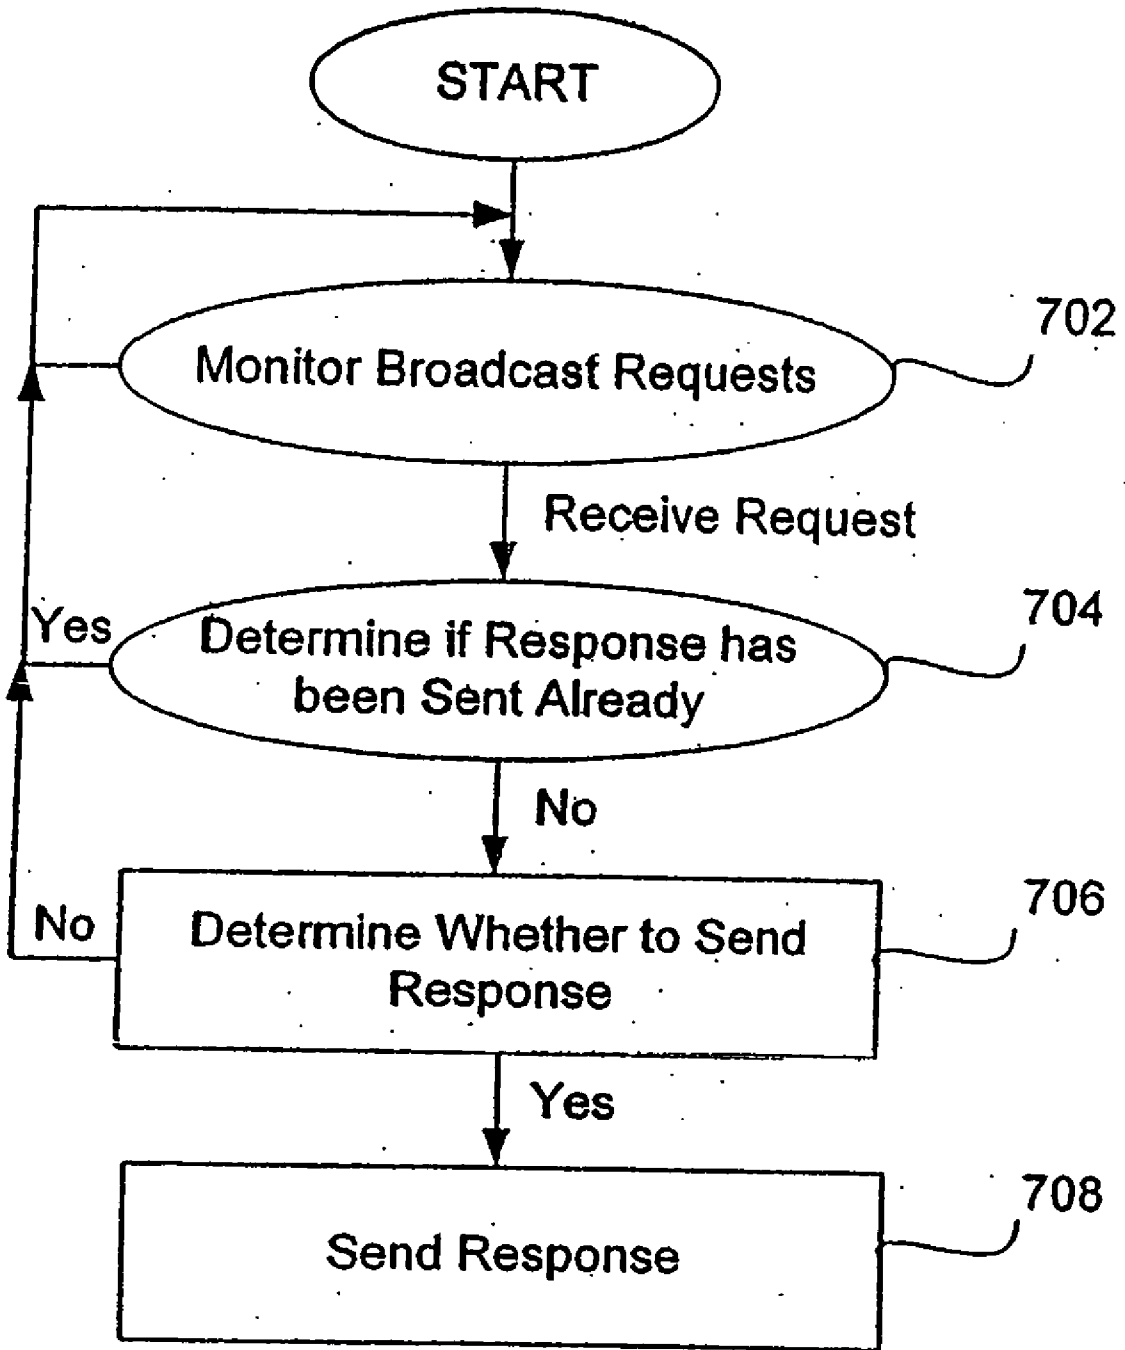 START
702
Monitor Broadcast Requests
Receive Request
704
Yes
Determine if Response has
been Sent Already
No
706
No
Determine Whether to Send
Response
Yes
708
Send Response